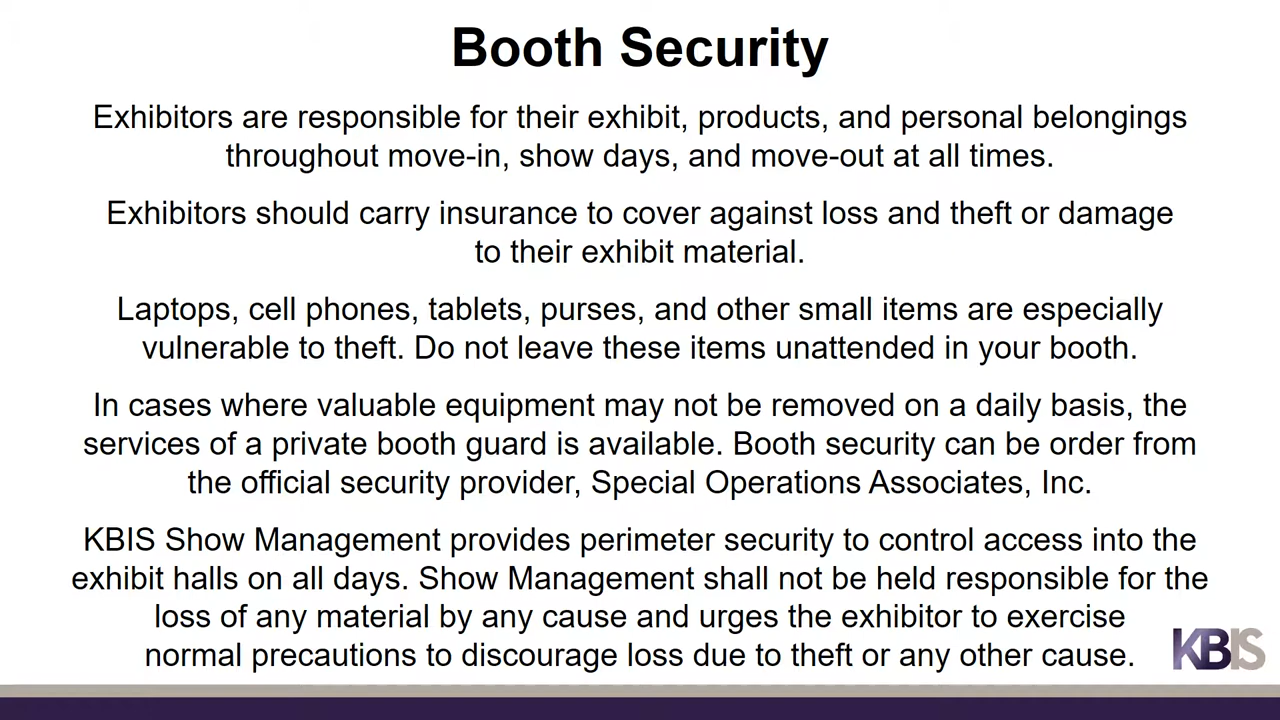 Booth Security
Exhibitors are responsible for their exhibit, products, and personal belongings
throughout move-in, show days, and move-out at all times.
Exhibitors should carry insurance to cover against loss and theft or damage
to their exhibit material.
Laptops, cell phones, tablets, purses, and other small items are especially
vulnerable to theft. Do not leave these items unattended in your booth.
In cases where valuable equipment may not be removed on a daily basis, the
services of a private booth guard is available. Booth security can be order from
the official security provider, Special Operations Associates, Inc.
KBIS Show Management provides perimeter security to control access into the
exhibit halls on all days. Show Management shall not be held responsible for the
loss of any material by any cause and urges the exhibitor to exercise
normal precautions to discourage loss due to theft or any other cause.
KBIS